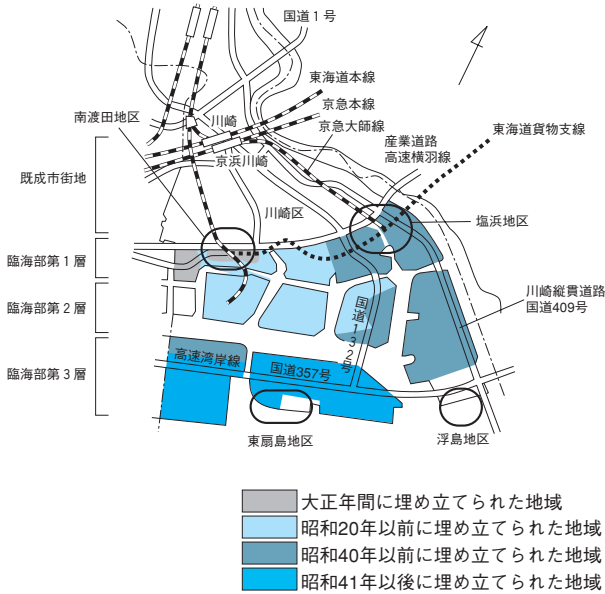 国道1号
東海道本線
京急本線
京急大師線
南渡田地区
川崎
京浜川崎
産業道路
高速横羽線
東海道貨物支線
既成市街地
川崎区
塩浜地区
臨海部第1層
臨海部第2層
国道132号
川崎縦貫道路
国道409号
臨海部第3層
高速湾岸線
国道357号
東扇島地区
浮島地区
大正年間に埋め立てられた地域
昭和20年以前に埋め立てられた地域
昭和40年以前に埋め立てられた地域
昭和41年以後に埋め立てられた地域